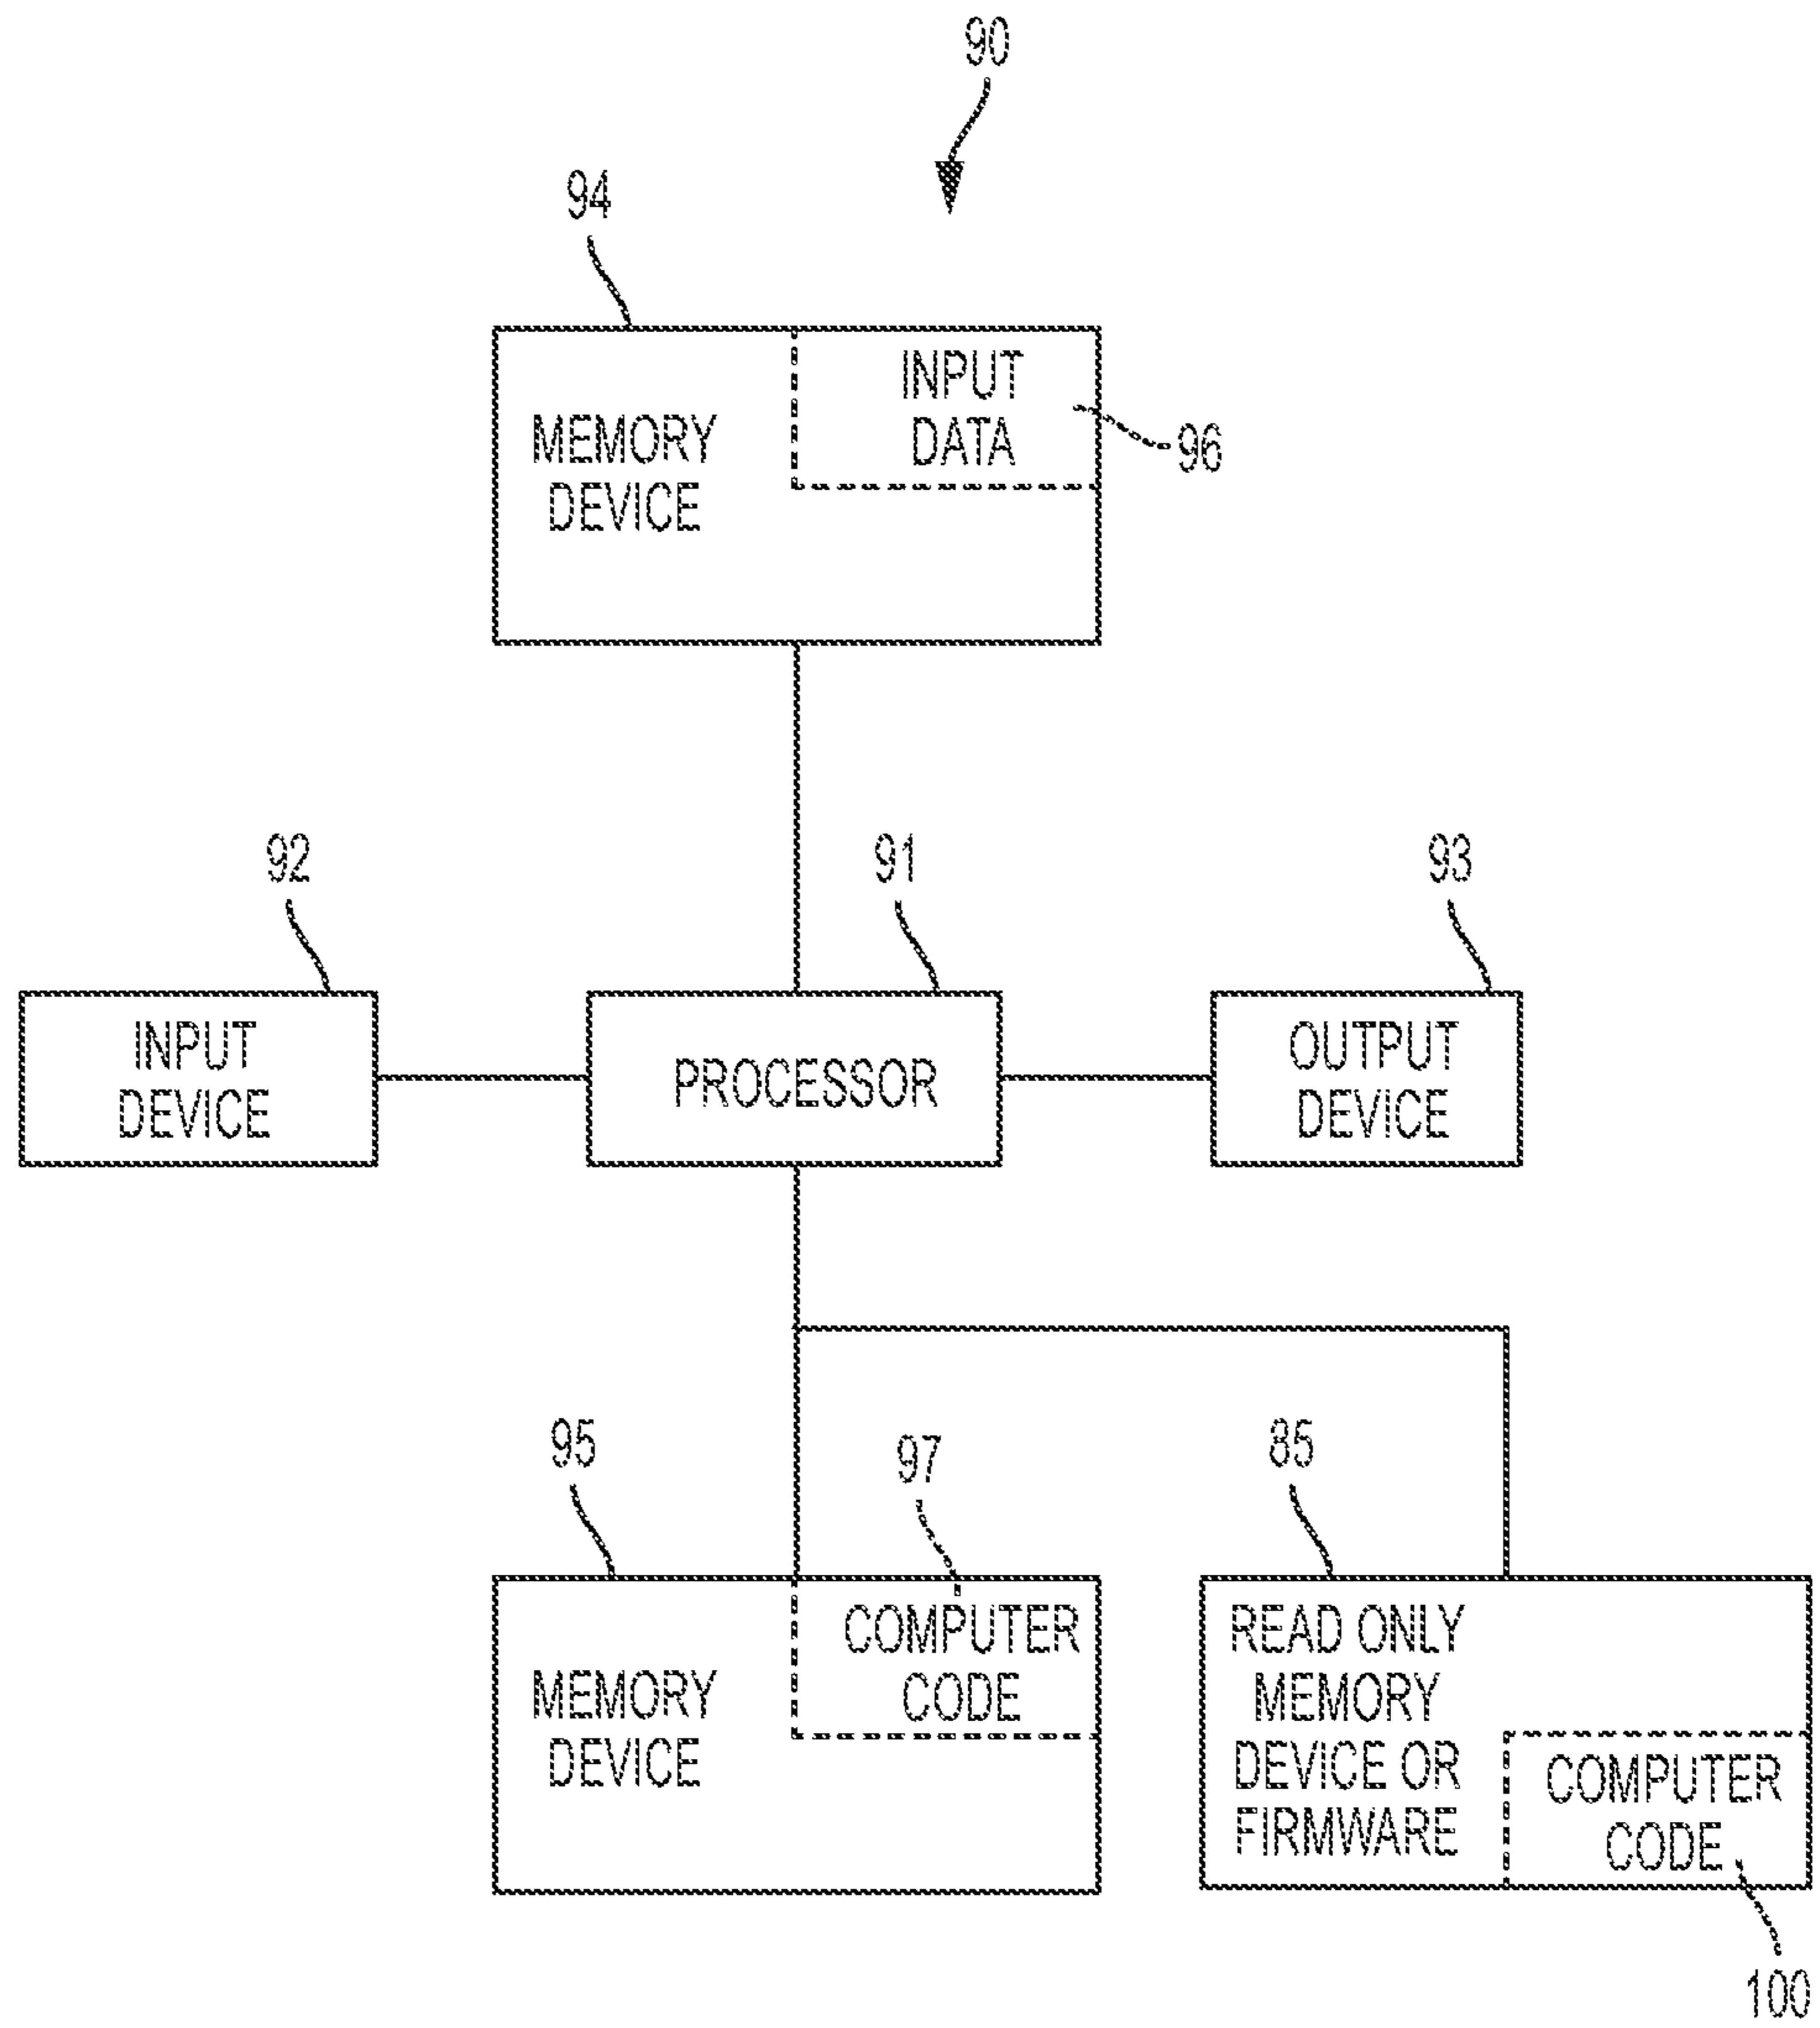 90
94
INPUT
DATA
MEMORY
DEVICE
96
92
91
93
INPUT
DEVICE
PROCESSOR
OUTPUT
DEVICE
95
97
85
COMPUTER
CODE
MEMORY
DEVICE
READ ONLY
MEMORY
DEVICE OR
FIRMWARE
COMPUTER
CODE
100